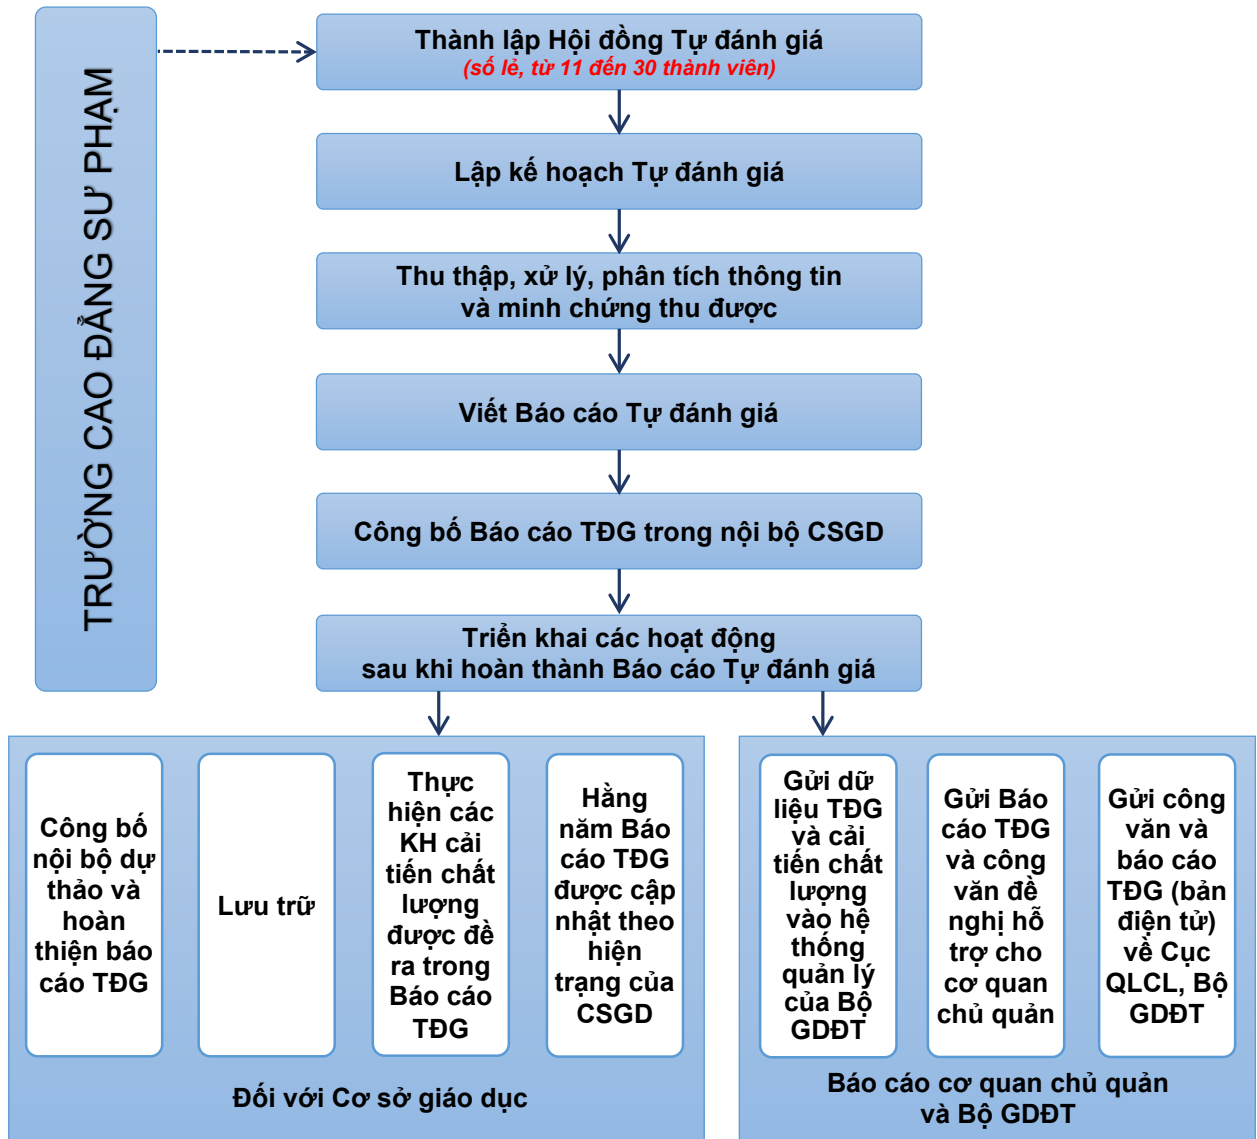 TRƯỜNG CAO ĐẲNG SƯ PHẠM
Thành lập Hội đồng Tự đánh giá
(số lẻ, từ 11 đến 30 thành viên)
Lập kế hoạch Tự đánh giá
Thu thập, xử lý, phân tích thông tin
và minh chứng thu được
Viết Báo cáo Tự đánh giá
Công bố Báo cáo TĐG trong nội bộ CSGD
Triển khai các hoạt động
sau khi hoàn thành Báo cáo Tự đánh giá
Công bố
nội bộ dự
thảo và
hoàn
thiện báo
cáo TĐG
Lưu trữ
Thực
hiện các
KH cải
tiến chất
lượng
được đề
ra trong
Báo cáo
TĐG
Hằng
năm Báo
cáo TĐG
được cập
nhật theo
hiện
trạng của
CSGD
Đối với Cơ sở giáo dục
Gửi dữ
liệu TĐG
và cải
tiến chất
lượng
vào hệ
thống
quản lý
của Bộ
GDĐT
Gửi Báo
cáo TĐG
và công
văn đề
nghị hỗ
trợ cho
cơ quan
chủ quản
Gửi công
văn và
báo cáo
TĐG (bản
điện tử)
về Cục
QLCL, Bộ
GDĐT
Báo cáo cơ quan chủ quản
và Bộ GDĐT